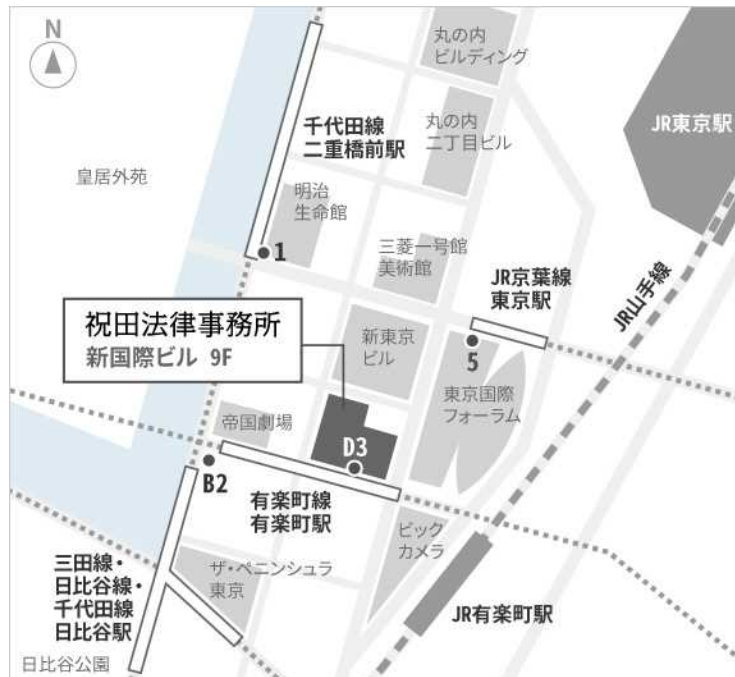 N
丸の内
ビルディング
千代田線
二重橋前駅
丸の内
二丁目ビル
JR東京駅
皇居外苑
明治
生命館
1
三菱一号館
美術館
JR京葉線
東京駅
JR山手線
祝田法律事務所
新国際ビル 9F
新東京
ビル
5
東京国際
フォーラム
帝国劇場
D3
B2
有楽町線
有楽町駅
ビック
カメラ
三田線・
日比谷線・
千代田線
日比谷駅
ザ・ペニンシュラ
東京
JR有楽町駅
日比谷公園